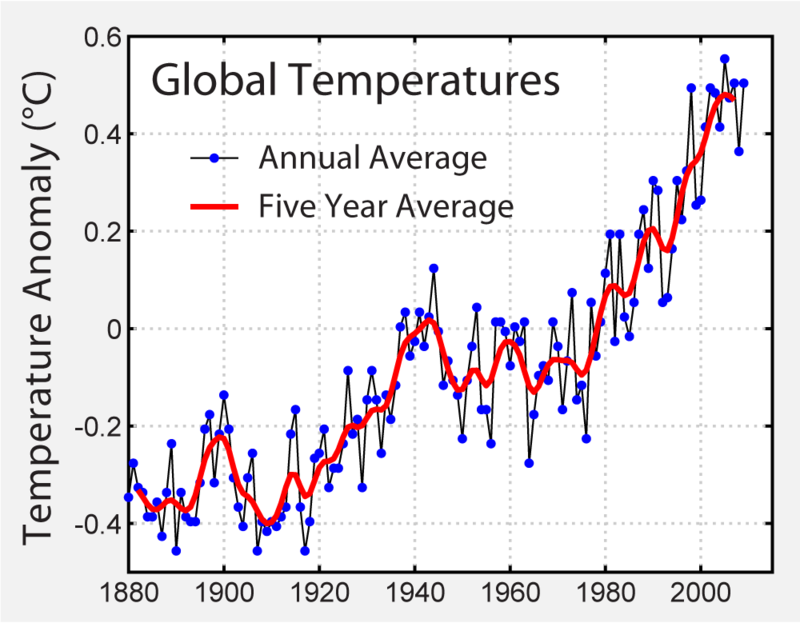 Global Temperatures
Annual Average
Five Year Average
Temperature Anomaly (°C)
0.6
0.4
0.2
0
-0.2
-0.4
1880 1900 1920 1940 1960 1980 2000